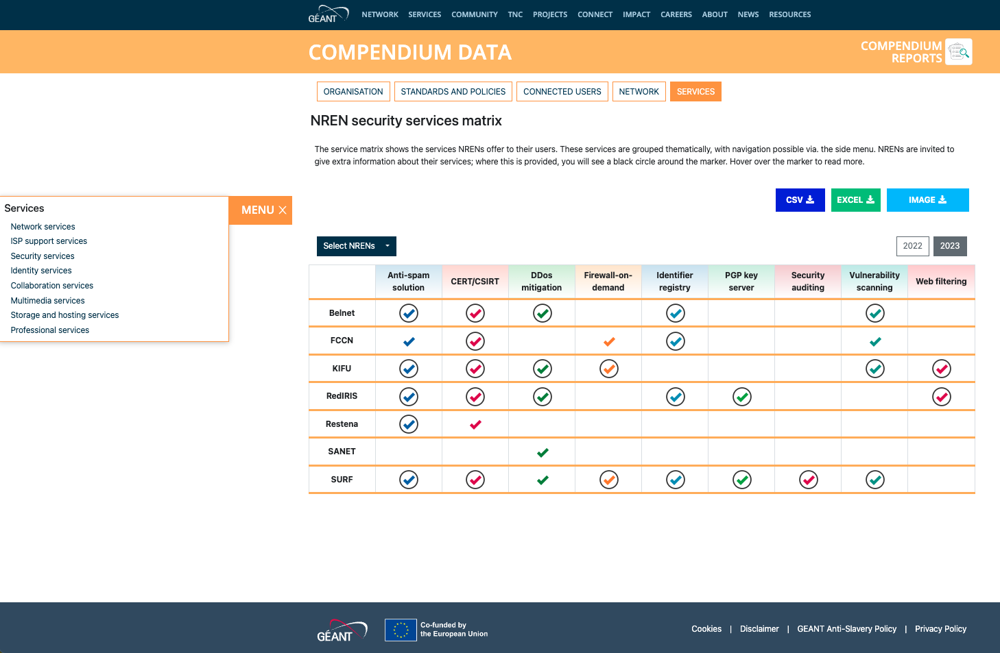 GÉANT
NETWORK SERVICES COMMUNITY TNC PROJECTS CONNECT IMPACT CAREERS ABOUT NEWS RESOURCES
COMPENDIUM DATA
COMPENDIUM
REPORTS
ORGANISATION STANDARDS AND POLICIES CONNECTED USERS NETWORK SERVICES
NREN security services matrix
The service matrix shows the services NRENs offer to their users. These services are grouped thematically, with navigation possible via. the side menu. NRENs are invited to
give extra information about their services; where this is provided, you will see a black circle around the marker. Hover over the marker to read more.
Services
MENU
Network services
ISP support services
Security services
Identity services
Collaboration services
Multimedia services
Storage and hosting services
Professional services
CSV EXCEL IMAGE
Select NRENs 2022 2023
Anti-spam
solution
CERT/CSIRT
DDos
mitigation
Firewall-on-
demand
Identifier
registry
PGP key
server
Security
auditing
Vulnerability
scanning
Web filtering
Belnet
FCCN
KIFU
RedIRIS
Restena
SANET
SURF
GÉANT
Co-funded by
the European Union
Cookies | Disclaimer | GEANT Anti-Slavery Policy | Privacy Policy